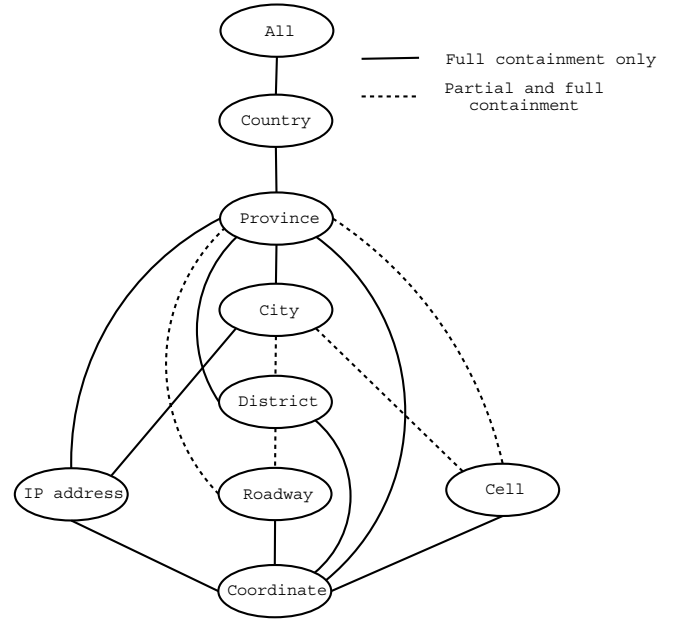 All
Full containment only
Partial and full
containment
Country
Province
City
District
IP address
Roadway
Cell
Coordinate